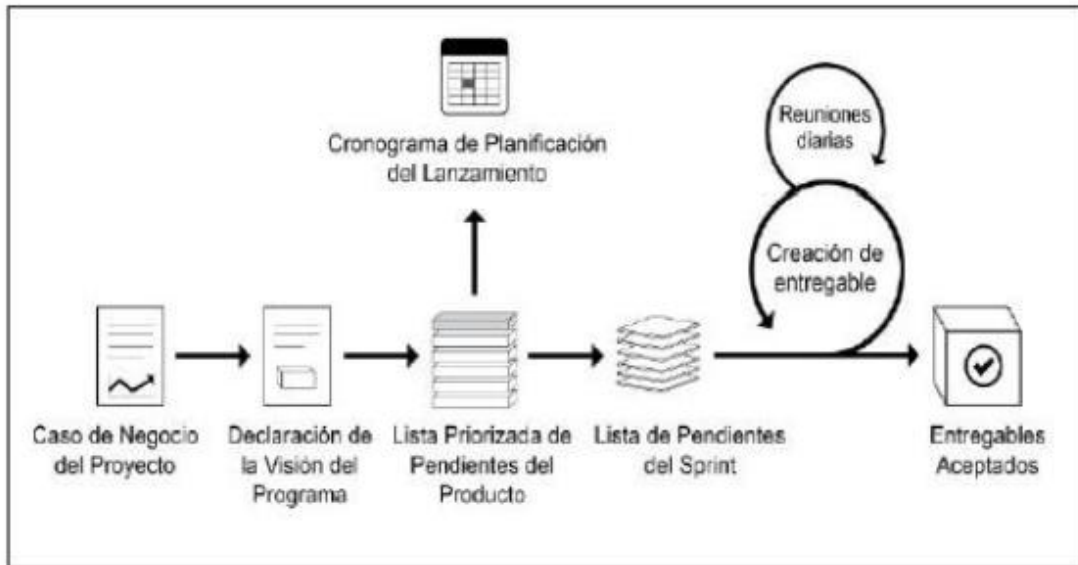 Cronograma de Planificación
del Lanzamiento
Reuniones
diarias
Creación de
entregable
Caso de Negocio
del Proyecto
Declaración de
la Visión del
Programa
Lista Priorizada de
Pendientes del
Producto
Lista de Pendientes
del Sprint
Entregables
Aceptados